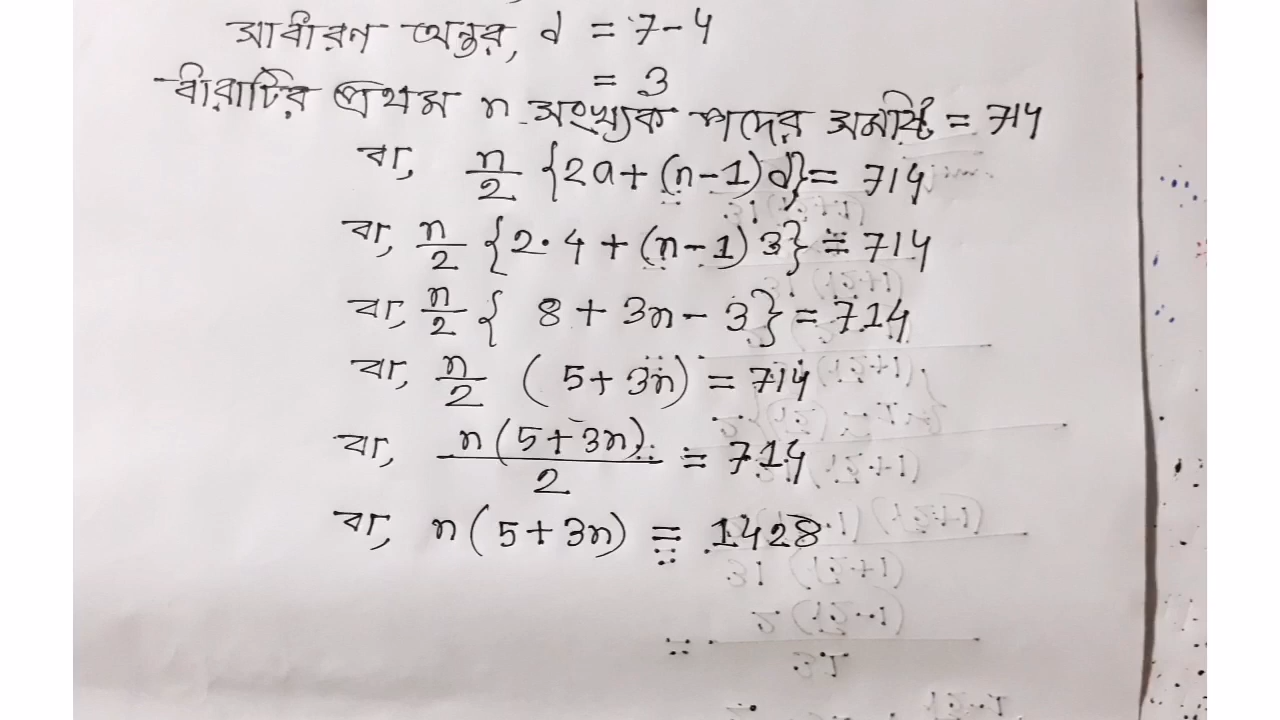 সাধারণ অন্তর, d = 7-4
= 3
ধারাটির প্রথম n সংখ্যক পদের সমষ্টি = 714
বা, n/2 {2a+(n-1)d} = 714
বা, n/2 {2·4+(n-1)3} = 714
বা, n/2 { 8+3n-3} = 714
বা, n/2 (5+3n) = 714
বা, n(5+3n)/2 = 714
বা, n(5+3n) = 1428